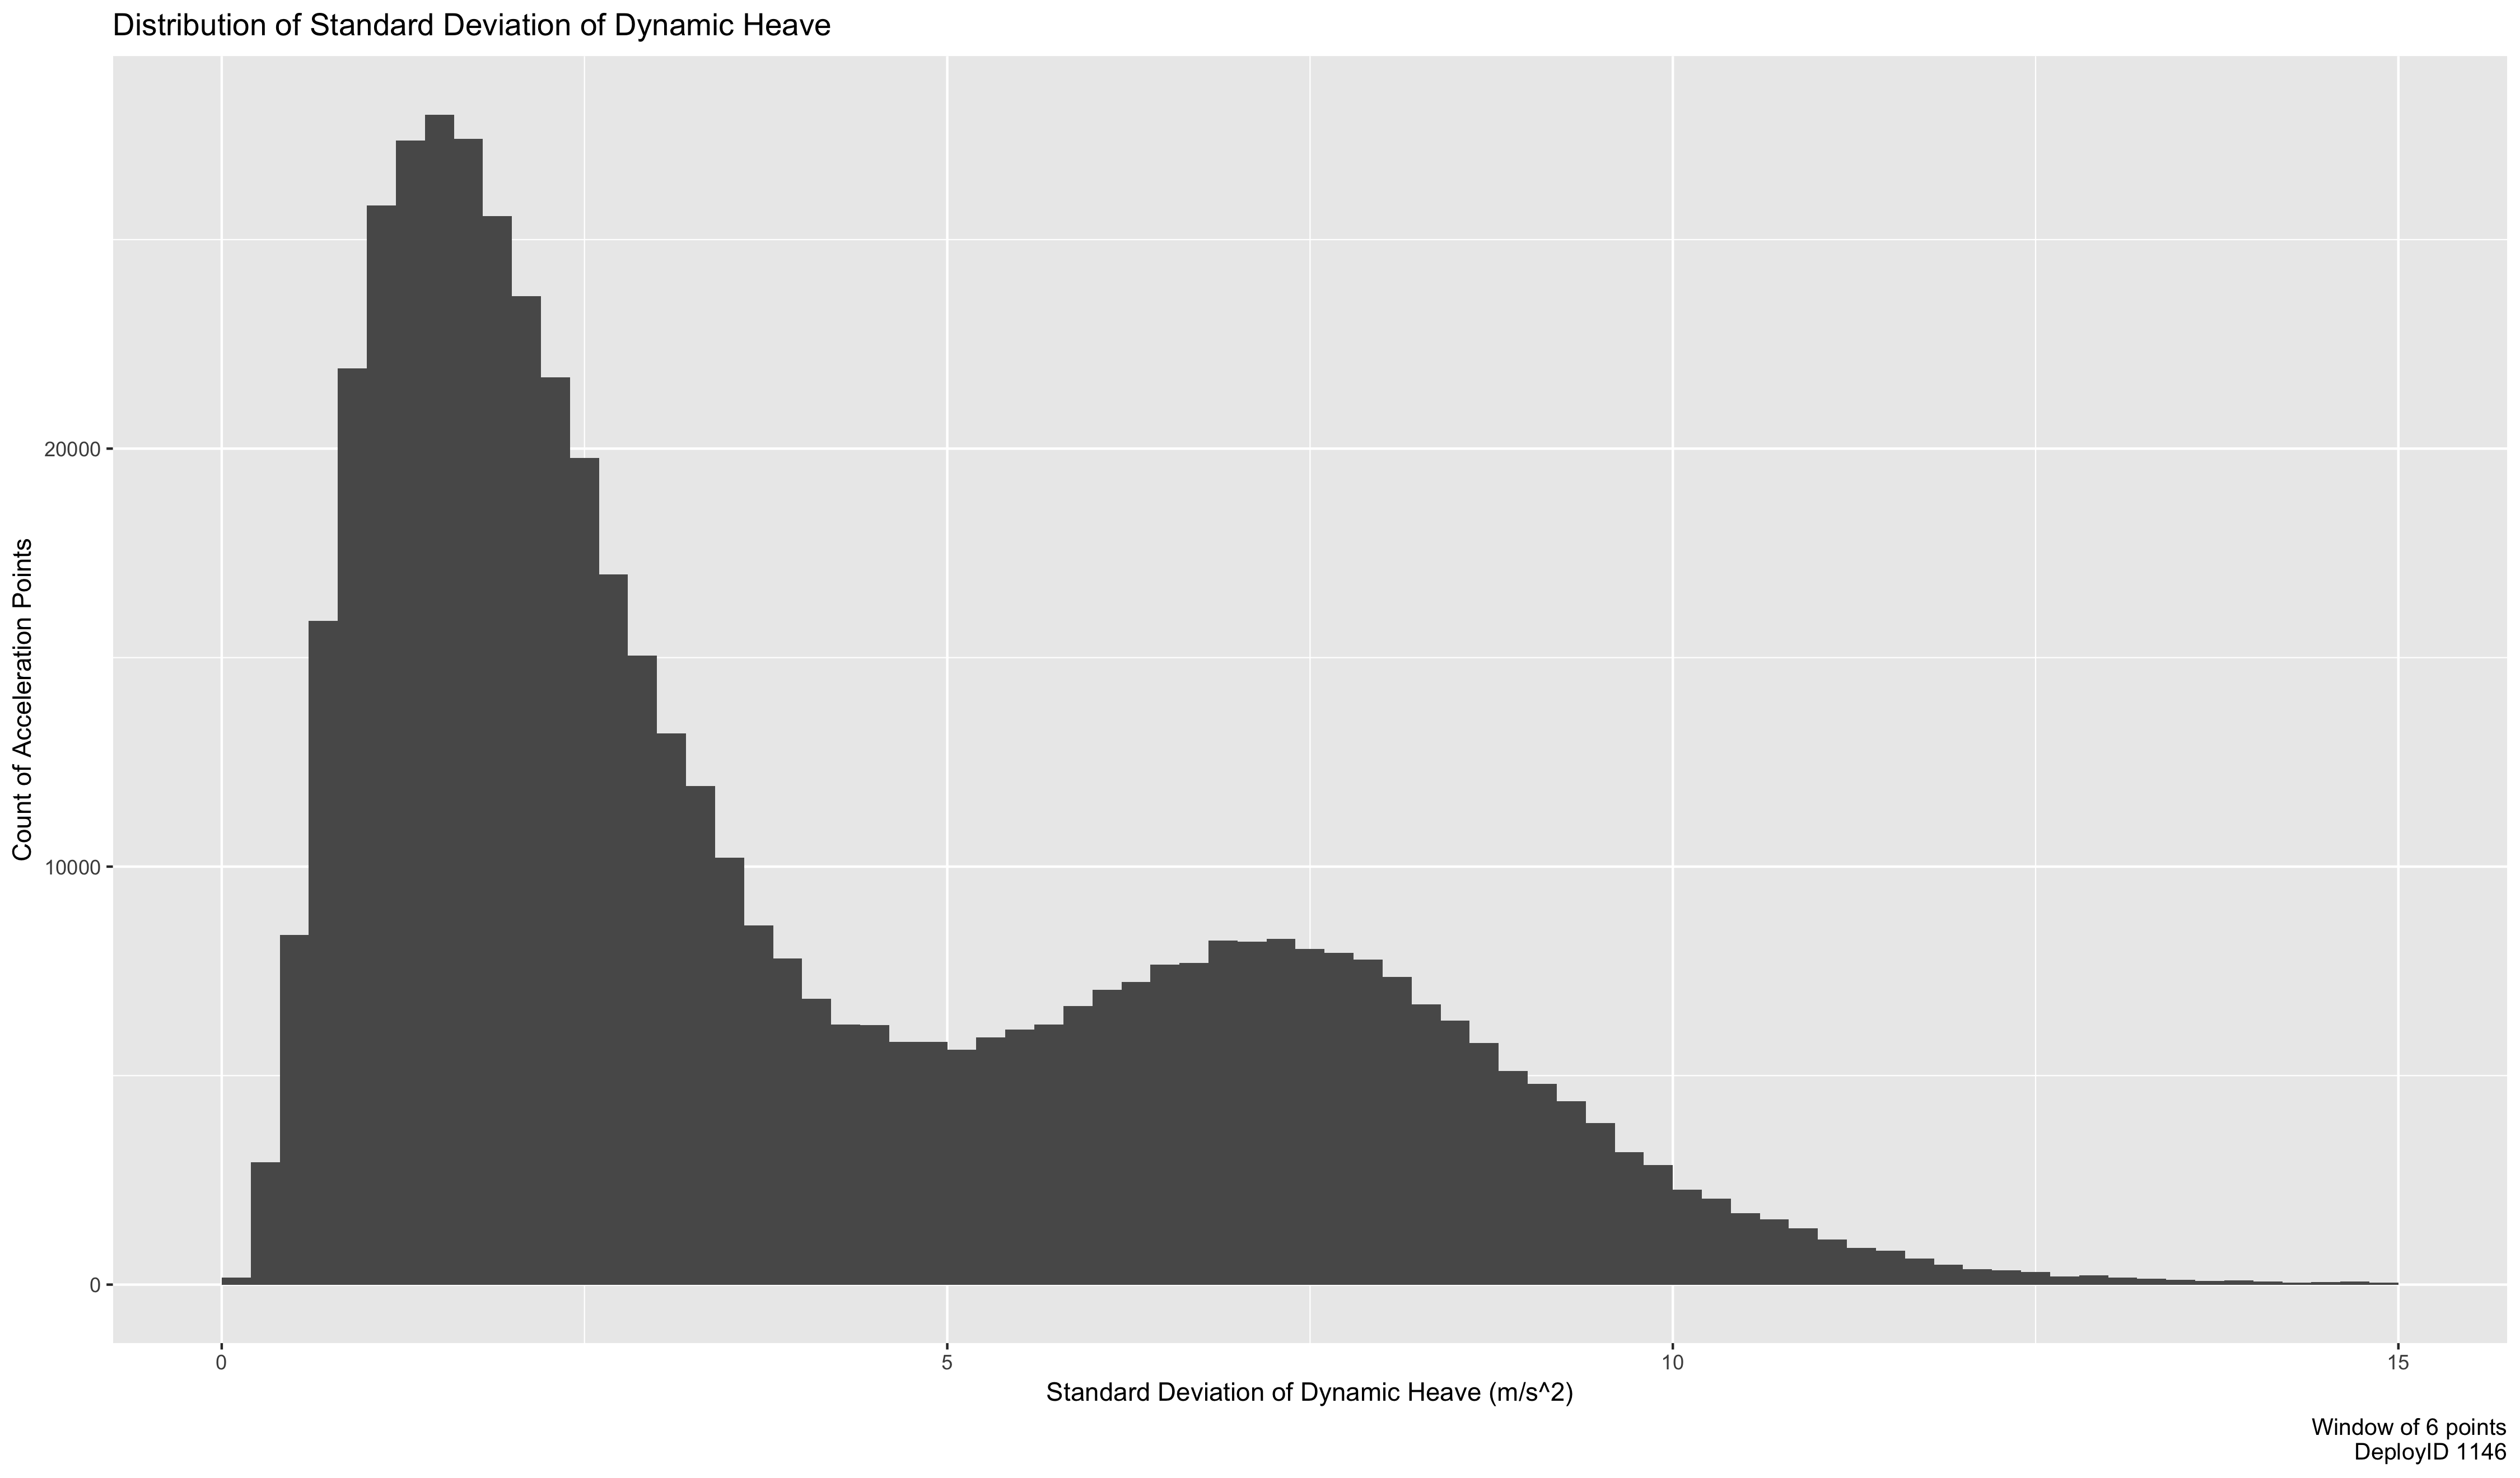 Distribution of Standard Deviation of Dynamic Heave
Count of Acceleration Points
20000
10000
0
0
5
10
15
Standard Deviation of Dynamic Heave (m/s^2)
Window of 6 points
DeployID 1146